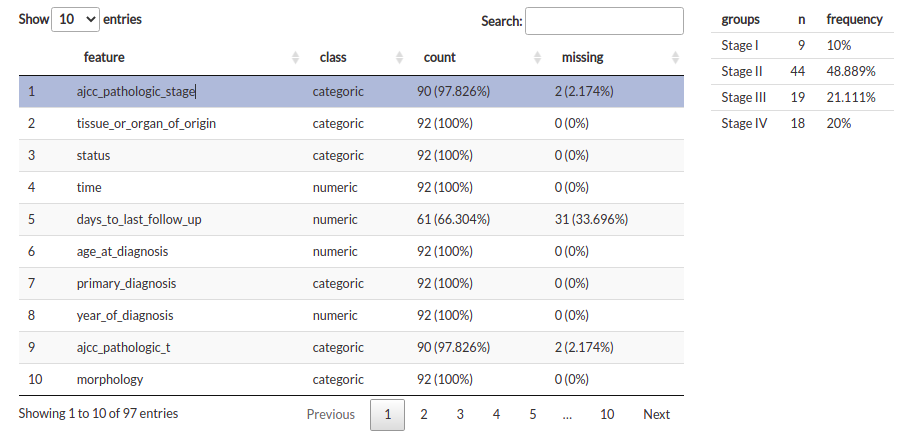 Show 10 entries Search:
feature class count missing
1 ajcc_pathologic_stage categoric 90 (97.826%) 2 (2.174%)
2 tissue_or_organ_of_origin categoric 92 (100%) 0 (0%)
3 status categoric 92 (100%) 0 (0%)
4 time numeric 92 (100%) 0 (0%)
5 days_to_last_follow_up numeric 61 (66.304%) 31 (33.696%)
6 age_at_diagnosis numeric 92 (100%) 0 (0%)
7 primary_diagnosis categoric 92 (100%) 0 (0%)
8 year_of_diagnosis numeric 92 (100%) 0 (0%)
9 ajcc_pathologic_t categoric 90 (97.826%) 2 (2.174%)
10 morphology categoric 92 (100%) 0 (0%)
Showing 1 to 10 of 97 entries Previous 1 2 3 4 5 ... 10 Next
groups n frequency
Stage I 9 10%
Stage II 44 48.889%
Stage III 19 21.111%
Stage IV 18 20%